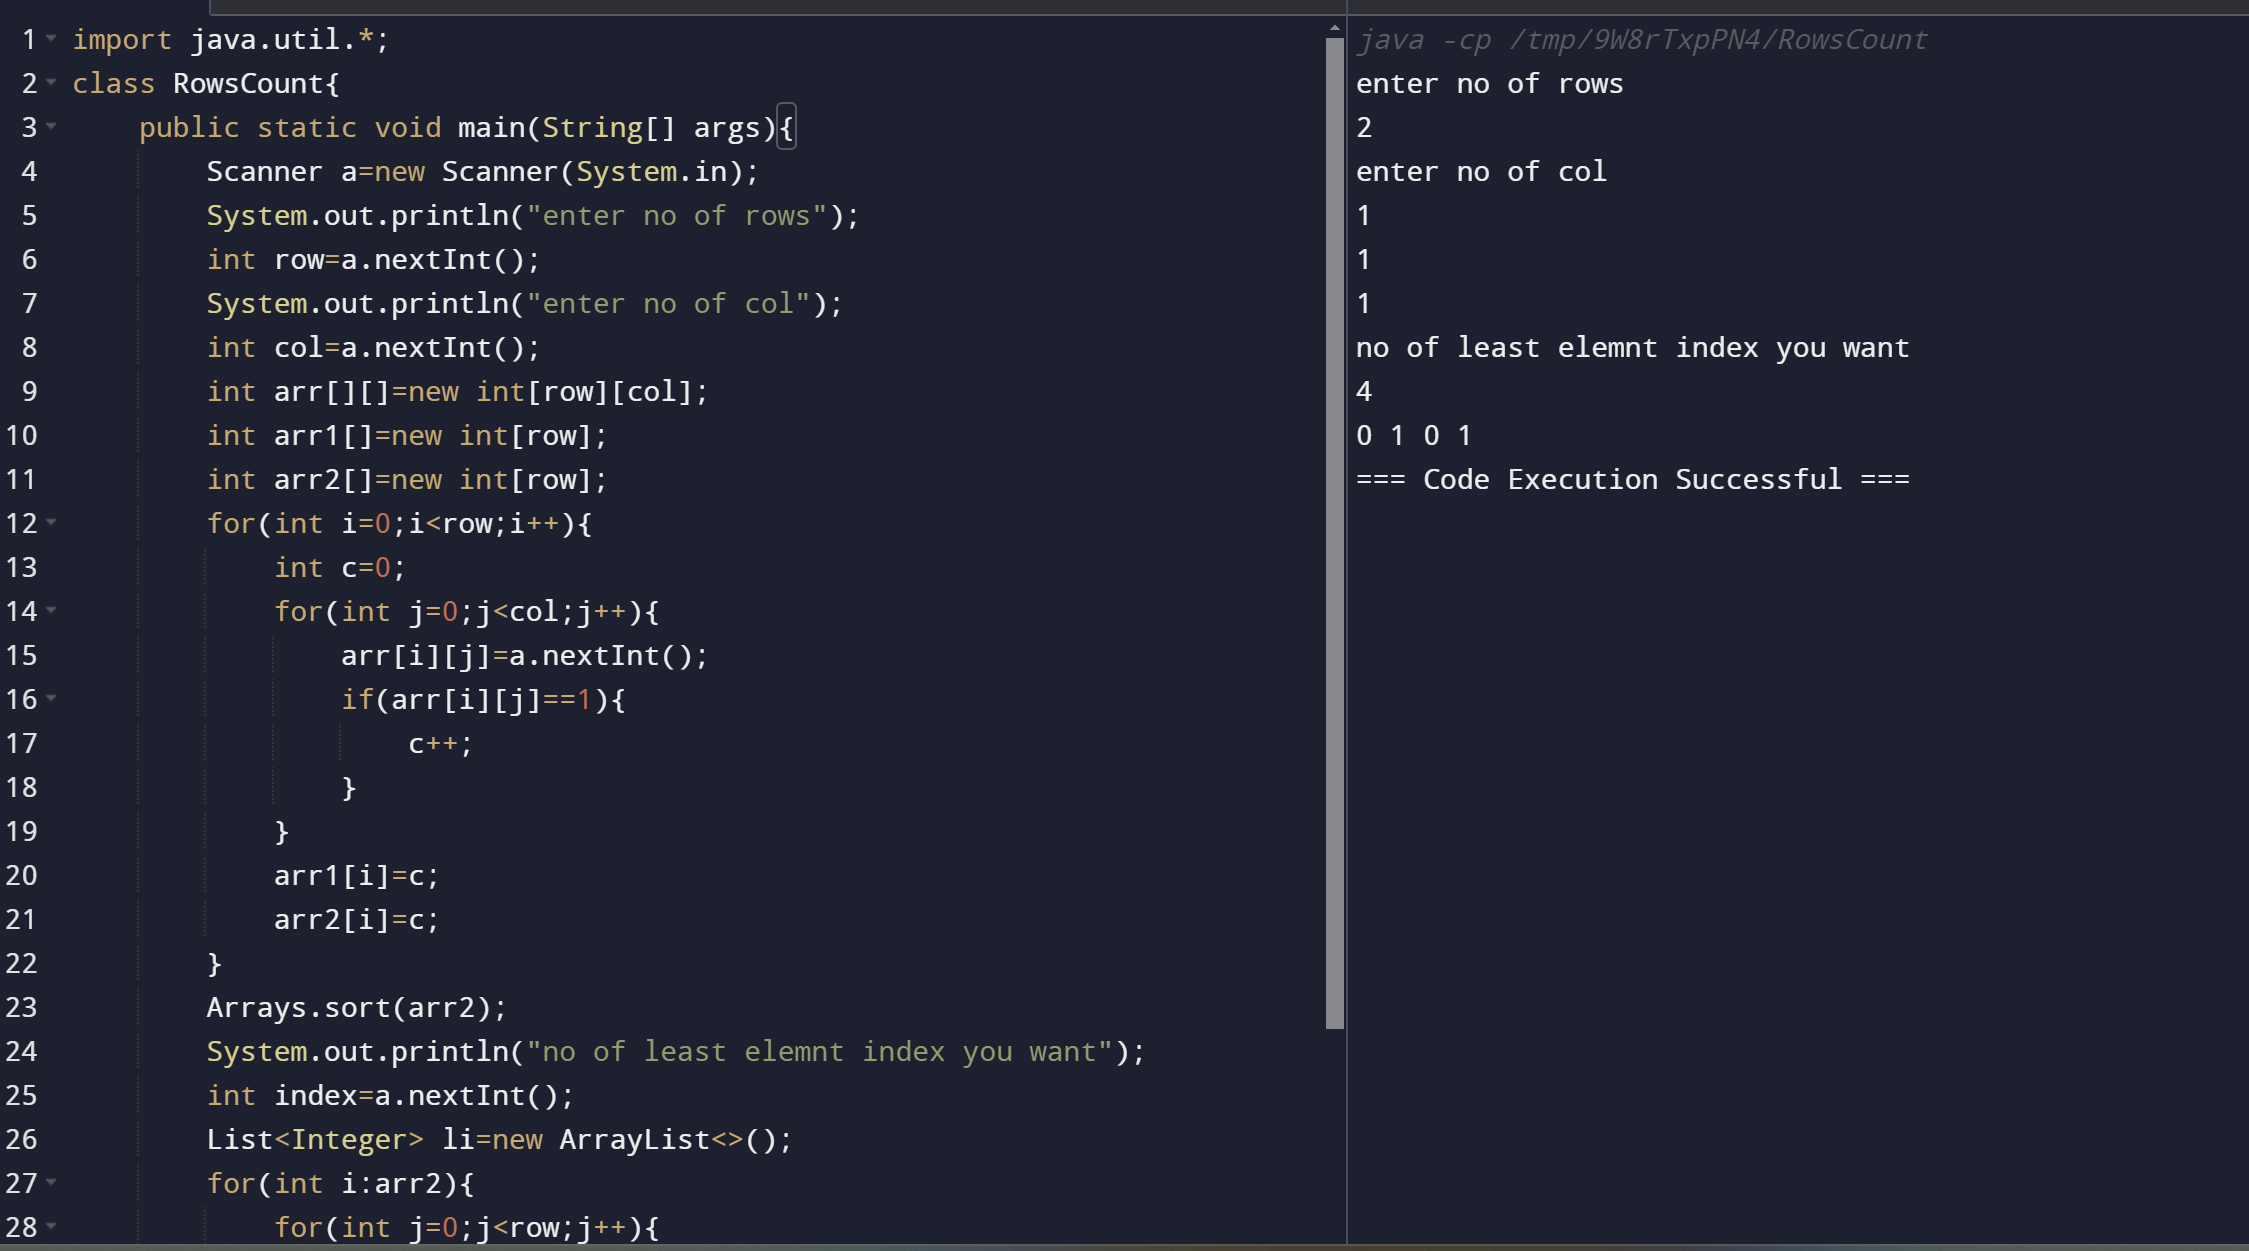 1 import java.util.*;
2 class RowsCount{
3     public static void main(String[] args){
4         Scanner a=new Scanner(System.in);
5         System.out.println("enter no of rows");
6         int row=a.nextInt();
7         System.out.println("enter no of col");
8         int col=a.nextInt();
9         int arr[][]=new int[row][col];
10         int arr1[]=new int[row];
11         int arr2[]=new int[row];
12         for(int i=0;i<row;i++){
13             int c=0;
14             for(int j=0;j<col;j++){
15                 arr[i][j]=a.nextInt();
16                 if(arr[i][j]==1){
17                     c++;
18                 }
19             }
20             arr1[i]=c;
21             arr2[i]=c;
22         }
23         Arrays.sort(arr2);
24         System.out.println("no of least elemnt index you want");
25         int index=a.nextInt();
26         List<Integer> li=new ArrayList<>();
27         for(int i:arr2){
28             for(int j=0;j<row;j++){
java -cp /tmp/9W8rTxpPN4/RowsCount
enter no of rows
2
enter no of col
1
1
1
no of least elemnt index you want
4
0 1 0 1
=== Code Execution Successful ===